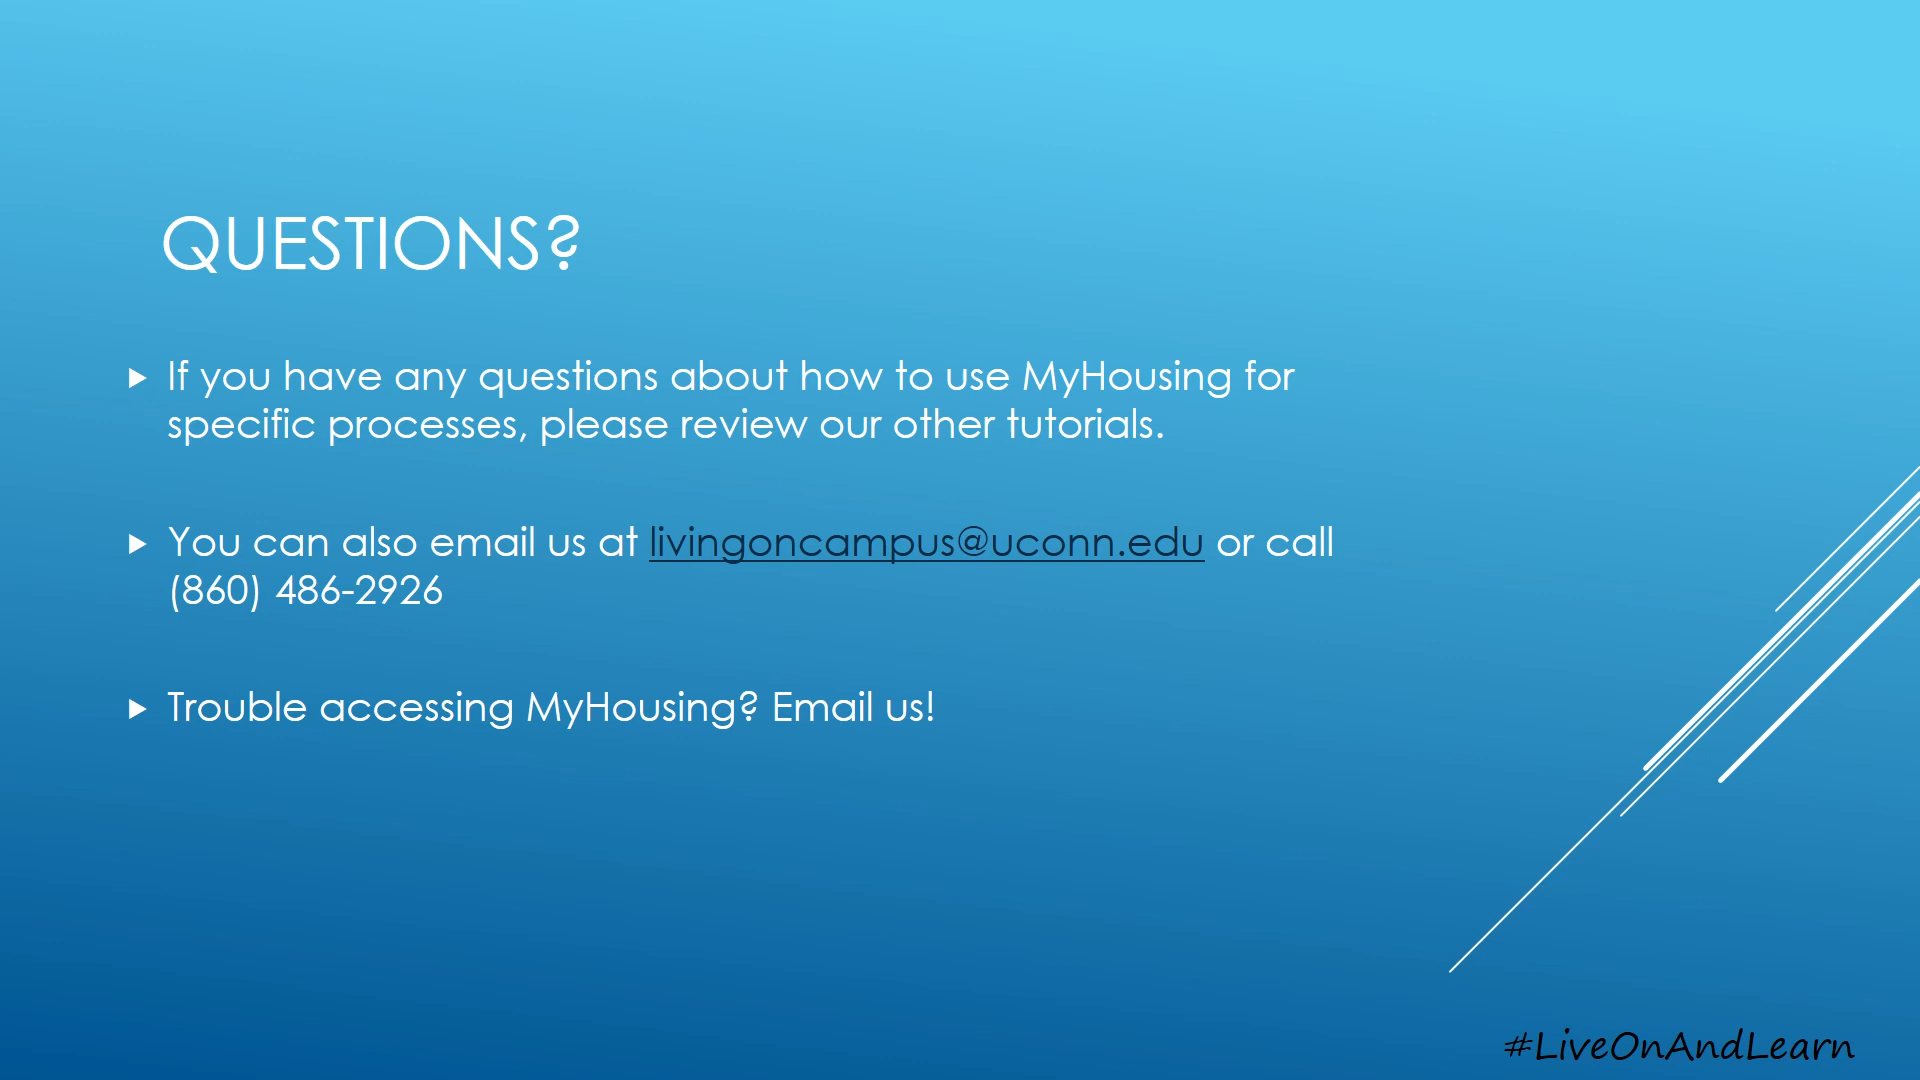 QUESTIONS?
If you have any questions about how to use MyHousing for
specific processes, please review our other tutorials.
You can also email us at livingoncampus@uconn.edu or call
(860) 486-2926
Trouble accessing MyHousing? Email us!
#LiveOnAndLearn